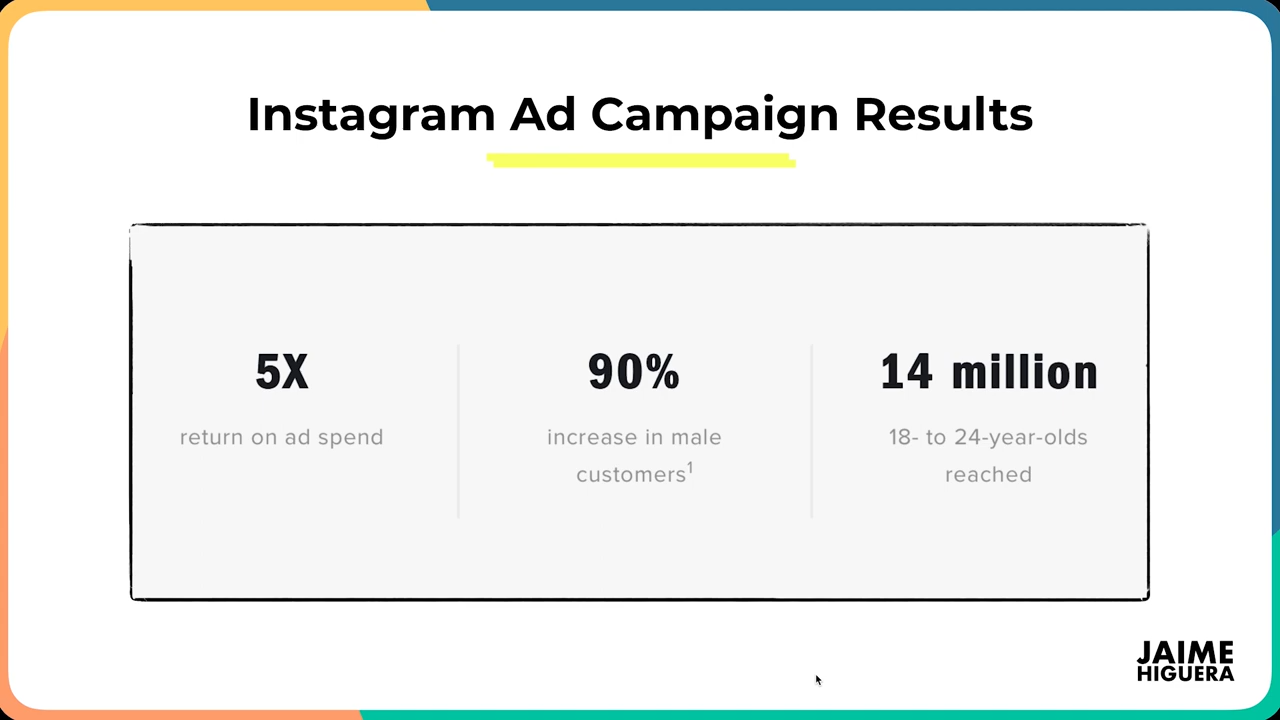 Instagram Ad Campaign Results
5X
return on ad spend
90%
increase in male
customers¹
14 million
18- to 24-year-olds
reached
JAIME
HIGUERA